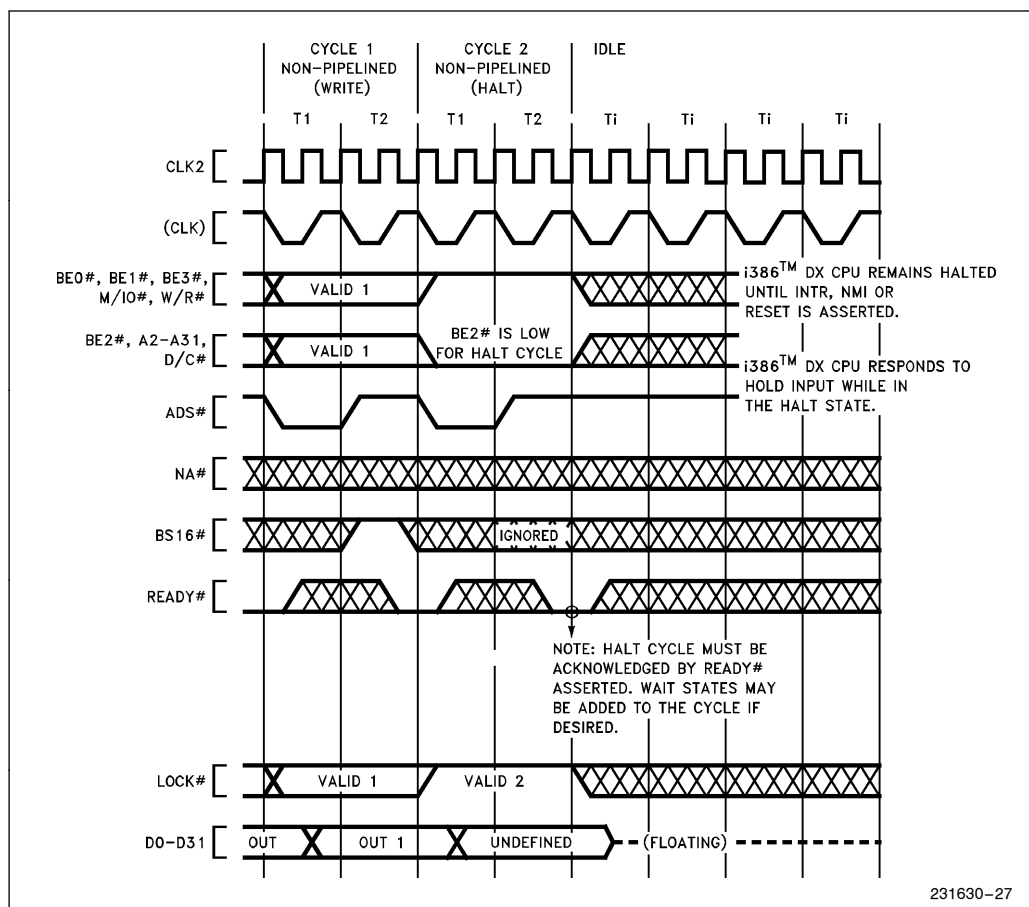 CYCLE 1 CYCLE 2 IDLE
NON-PIPELINED NON-PIPELINED
(WRITE) (HALT)
T1 T2 T1 T2 Ti Ti Ti Ti
CLK2
(CLK)
BE0#, BE1#, BE3#,
M/IO#, W/R#
VALID 1
i386™ DX CPU REMAINS HALTED
UNTIL INTR, NMI OR
RESET IS ASSERTED.
BE2#, A2-A31,
D/C#
VALID 1
BE2# IS LOW
FOR HALT CYCLE
i386™ DX CPU RESPONDS TO
HOLD INPUT WHILE IN
THE HALT STATE.
ADS#
NA#
BS16# IGNORED
READY#
NOTE: HALT CYCLE MUST BE
ACKNOWLEDGED BY READY#
ASSERTED. WAIT STATES MAY
BE ADDED TO THE CYCLE IF
DESIRED.
LOCK# VALID 1 VALID 2
D0-D31 OUT OUT 1 UNDEFINED (FLOATING)
231630-27